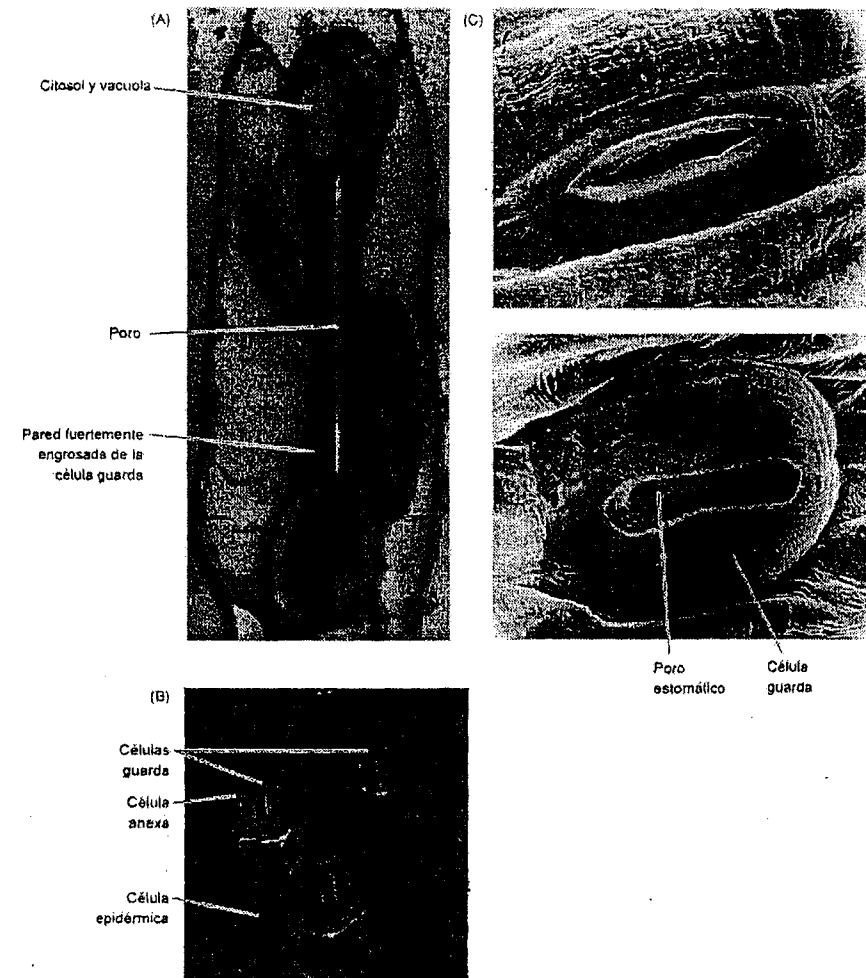 (A)
Citosol y vacuola
Poro
Pared fuertemente
engrosada de la
célula guarda
(C)
Poro
estomático
Célula
guarda
(B)
Células
guarda
Célula
anexa
Célula
epidérmica